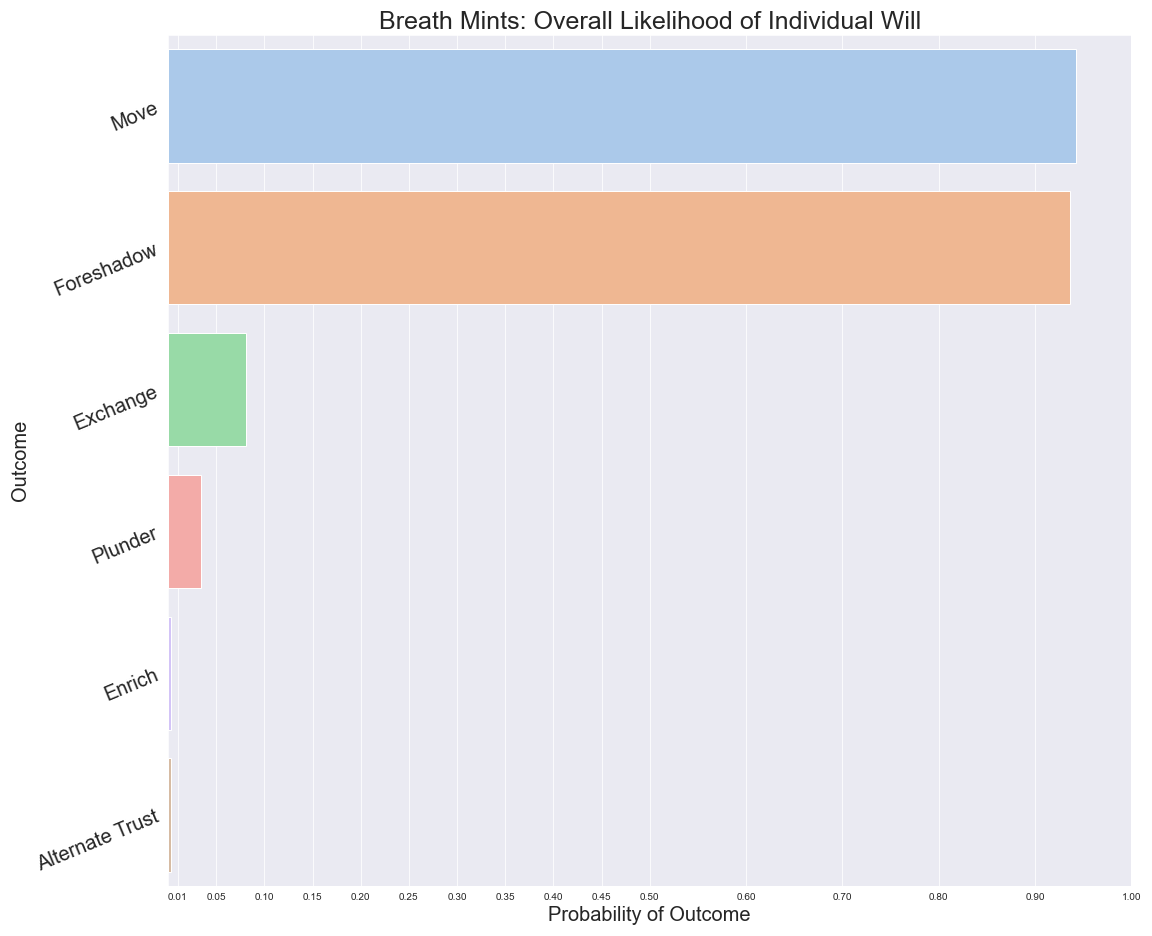 Breath Mints: Overall Likelihood of Individual Will
Move
Foreshadow
Exchange
Plunder
Enrich
Alternate Trust
Outcome
0.01 0.05 0.10 0.15 0.20 0.25 0.30 0.35 0.40 0.45 0.50 0.60 0.70 0.80 0.90 1.00
Probability of Outcome